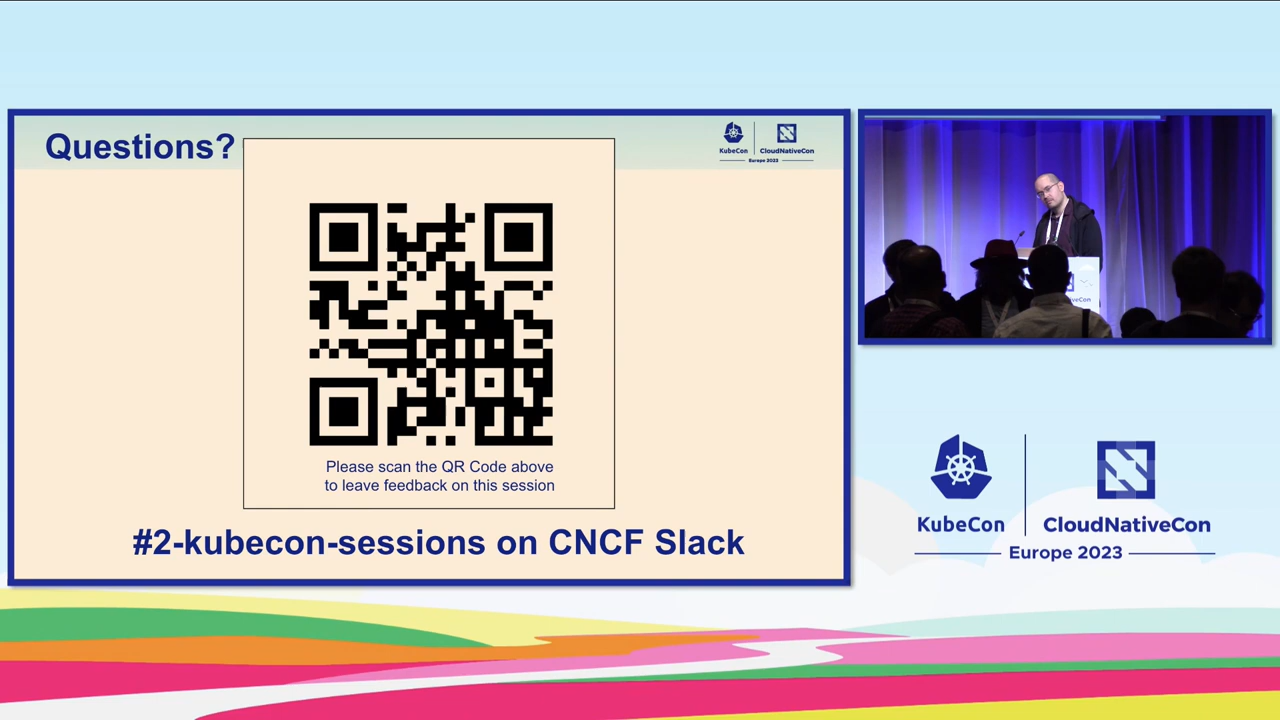 Questions?
KubeCon
CloudNativeCon
Europe 2023
Please scan the QR Code above
to leave feedback on this session
#2-kubecon-sessions on CNCF Slack
KubeCon
CloudNativeCon
Europe 2023